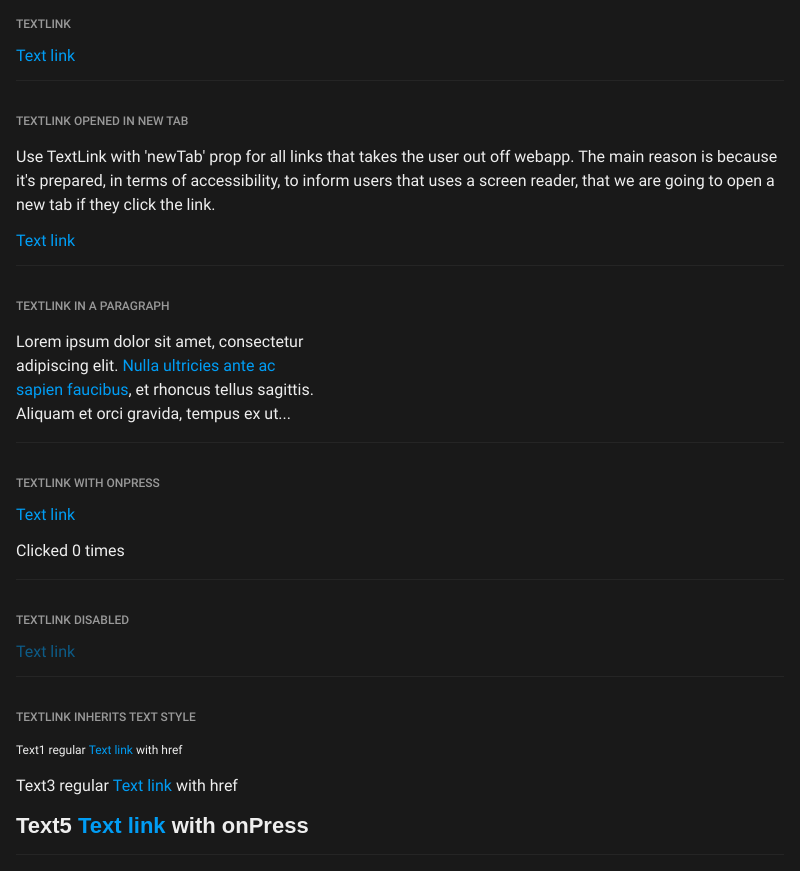 TEXTLINK
Text link
TEXTLINK OPENED IN NEW TAB
Use TextLink with 'newTab' prop for all links that takes the user out off webapp. The main reason is because
it's prepared, in terms of accessibility, to inform users that uses a screen reader, that we are going to open a
new tab if they click the link.
Text link
TEXTLINK IN A PARAGRAPH
Lorem ipsum dolor sit amet, consectetur
adipiscing elit. Nulla ultricies ante ac
sapien faucibus, et rhoncus tellus sagittis.
Aliquam et orci gravida, tempus ex ut...
TEXTLINK WITH ONPRESS
Text link
Clicked 0 times
TEXTLINK DISABLED
Text link
TEXTLINK INHERITS TEXT STYLE
Text1 regular Text link with href
Text3 regular Text link with href
Text5 Text link with onPress